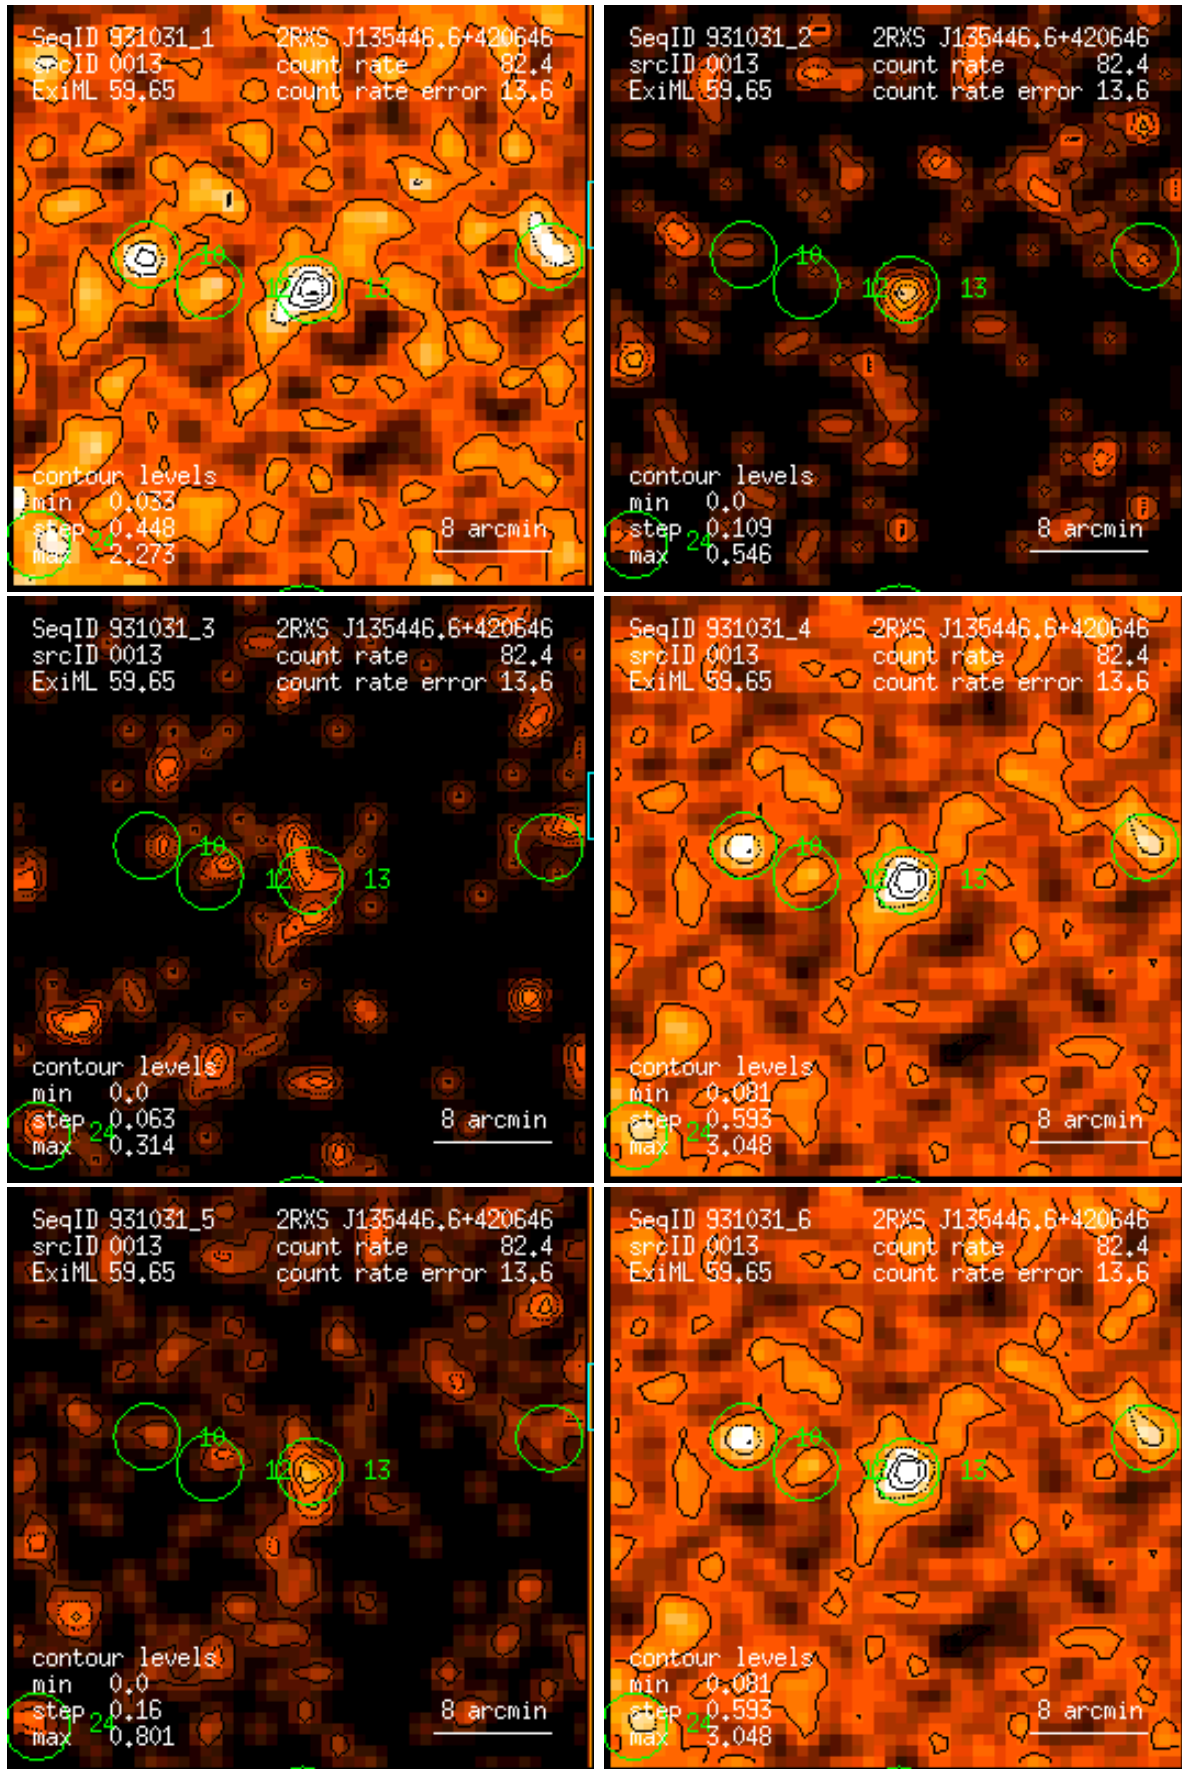 SeqID 931031_1 2RXS J135446.6+420646
srcID 0013 count rate 82.4
ExiML 59.65 count rate error 13.6
10
12 13
contour levels
min 0.033
step 0.448 8 arcmin
24
max 2.273
SeqID 931031_2 2RXS J135446.6+420646
srcID 0013 count rate 82.4
ExiML 59.65 count rate error 13.6
10
12 13
contour levels
min 0.0
step 0.109 8 arcmin
24
max 0.546
SeqID 931031_3 2RXS J135446.6+420646
srcID 0013 count rate 82.4
ExiML 59.65 count rate error 13.6
10
12 13
contour levels
min 0.0
step 0.063 8 arcmin
24
max 0.314
SeqID 931031_4 2RXS J135446.6+420646
srcID 0013 count rate 82.4
ExiML 59.65 count rate error 13.6
10
12 13
contour levels
min 0.081
step 0.593 8 arcmin
24
max 3.048
SeqID 931031_5 2RXS J135446.6+420646
srcID 0013 count rate 82.4
ExiML 59.65 count rate error 13.6
10
12 13
contour levels
min 0.0
step 0.16 8 arcmin
24
max 0.801
SeqID 931031_6 2RXS J135446.6+420646
srcID 0013 count rate 82.4
ExiML 59.65 count rate error 13.6
10
12 13
contour levels
min 0.081
step 0.593 8 arcmin
24
max 3.048